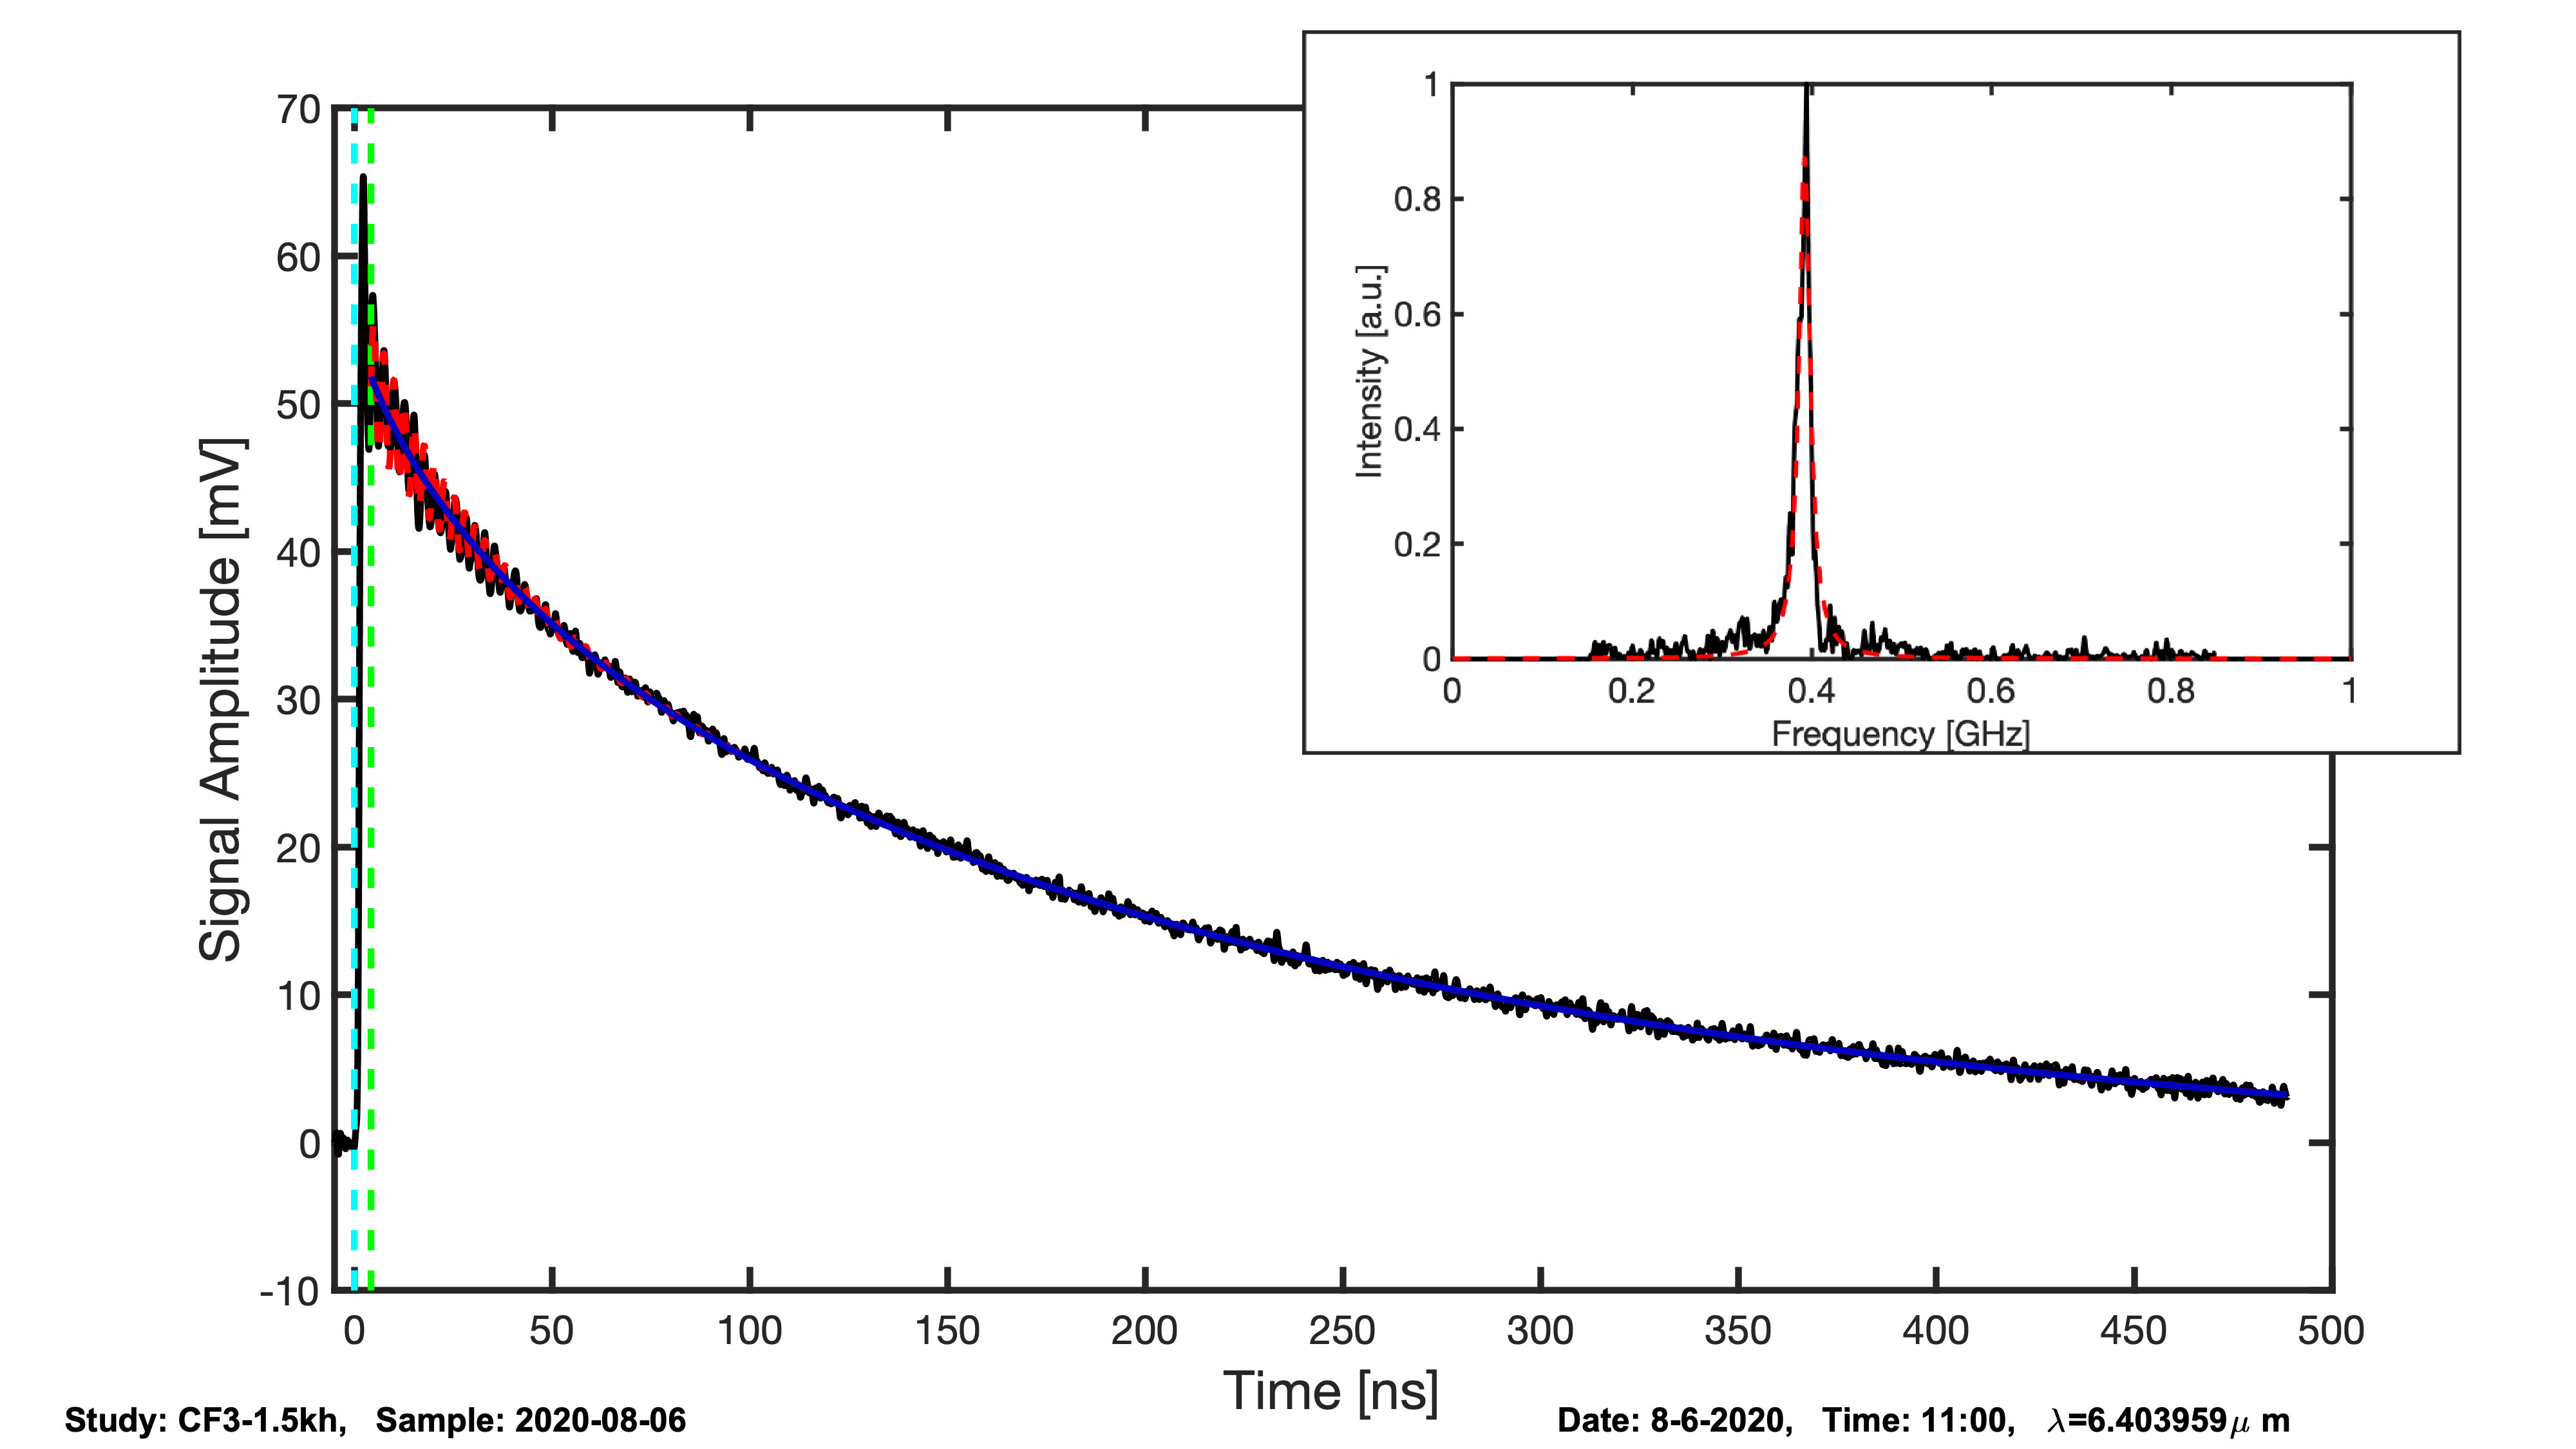 70
60
50
40
30
20
10
0
-10
Signal Amplitude [mV]
0 50 100 150 200 250 300 350 400 450 500
Time [ns]
1
0.8
0.6
0.4
0.2
0
Intensity [a.u.]
0 0.2 0.4 0.6 0.8 1
Frequency [GHz]
Study: CF3-1.5kh, Sample: 2020-08-06
Date: 8-6-2020, Time: 11:00, λ=6.403959μ m